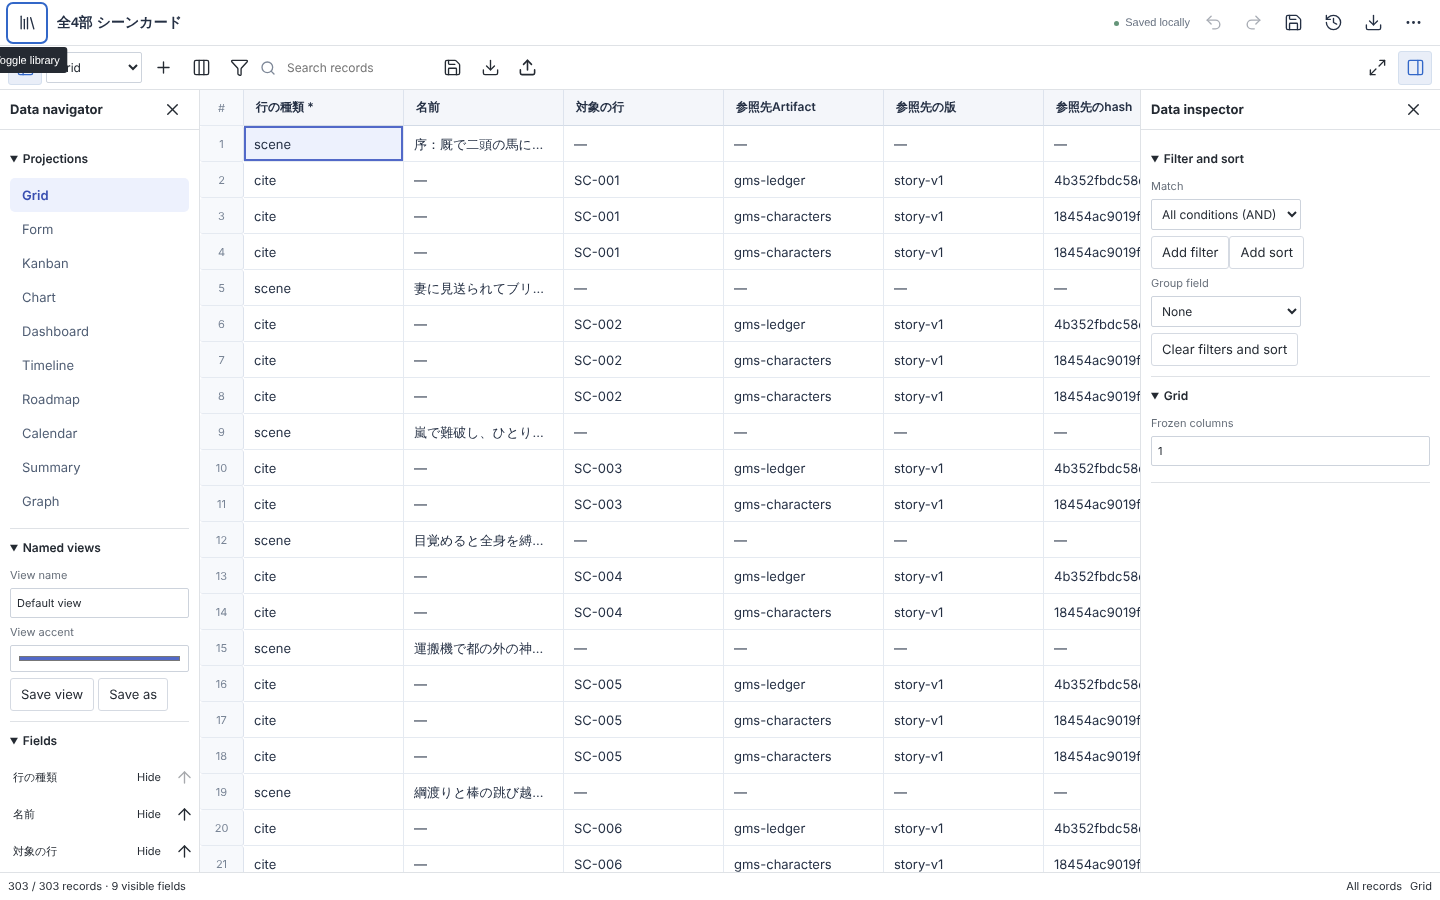 全4部 シーンカード
Saved locally
oggle library
rid
Search records
Data navigator
Projections
Grid
Form
Kanban
Chart
Dashboard
Timeline
Roadmap
Calendar
Summary
Graph
Named views
View name
Default view
View accent
Save view Save as
Fields
行の種類 Hide
名前 Hide
対象の行 Hide
# 行の種類 * 名前 対象の行 参照先Artifact 参照先の版 参照先のhash
1 scene 序：厩で二頭の馬に... — — — —
2 cite — SC-001 gms-ledger story-v1 4b352fbdc58
3 cite — SC-001 gms-characters story-v1 18454ac9019f
4 cite — SC-001 gms-characters story-v1 18454ac9019f
5 scene 妻に見送られてブリ... — — — —
6 cite — SC-002 gms-ledger story-v1 4b352fbdc58
7 cite — SC-002 gms-characters story-v1 18454ac9019f
8 cite — SC-002 gms-characters story-v1 18454ac9019f
9 scene 嵐で難破し、ひとり... — — — —
10 cite — SC-003 gms-ledger story-v1 4b352fbdc58
11 cite — SC-003 gms-characters story-v1 18454ac9019f
12 scene 目覚めると全身を縛... — — — —
13 cite — SC-004 gms-ledger story-v1 4b352fbdc58
14 cite — SC-004 gms-characters story-v1 18454ac9019f
15 scene 運搬機で都の外の神... — — — —
16 cite — SC-005 gms-ledger story-v1 4b352fbdc58
17 cite — SC-005 gms-characters story-v1 18454ac9019f
18 cite — SC-005 gms-characters story-v1 18454ac9019f
19 scene 綱渡りと棒の跳び越... — — — —
20 cite — SC-006 gms-ledger story-v1 4b352fbdc58
21 cite — SC-006 gms-characters story-v1 18454ac9019f
Data inspector
Filter and sort
Match
All conditions (AND)
Add filter Add sort
Group field
None
Clear filters and sort
Grid
Frozen columns
1
303 / 303 records · 9 visible fields
All records Grid